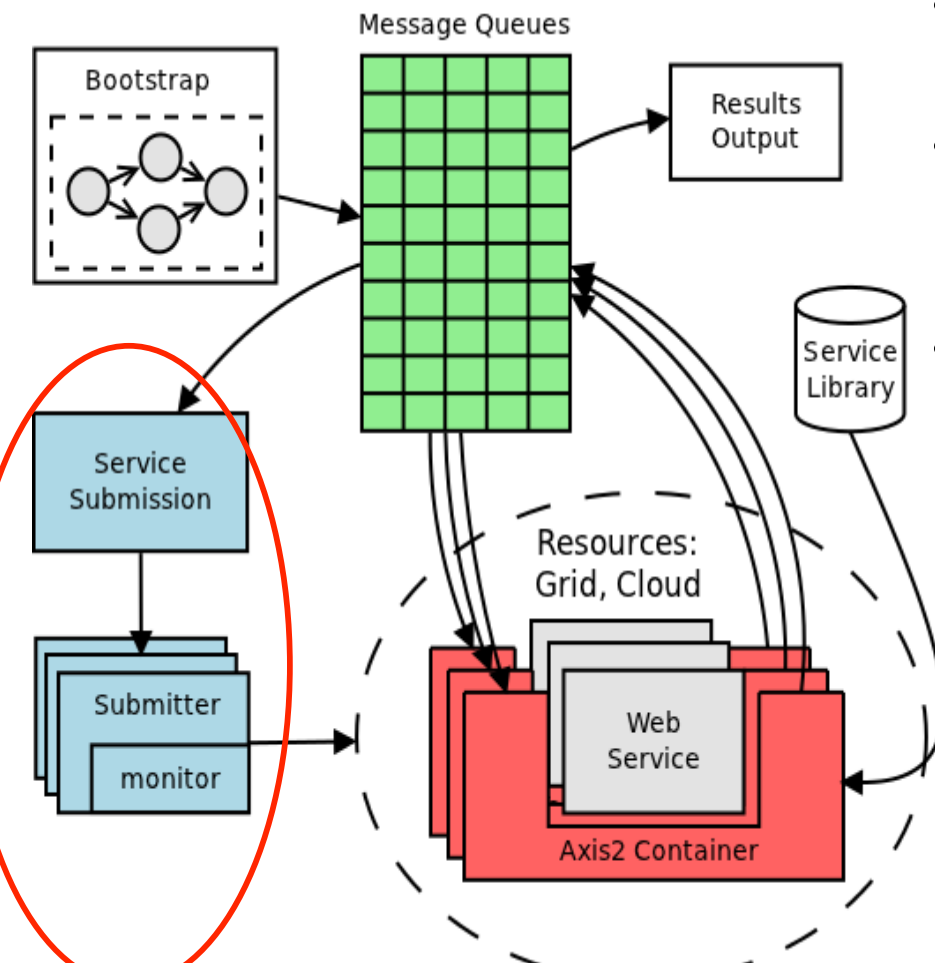 Message Queues
Bootstrap
Results
Output
Service
Library
Service
Submission
Resources:
Grid, Cloud
Submitter
monitor
Web
Service
Axis2 Container